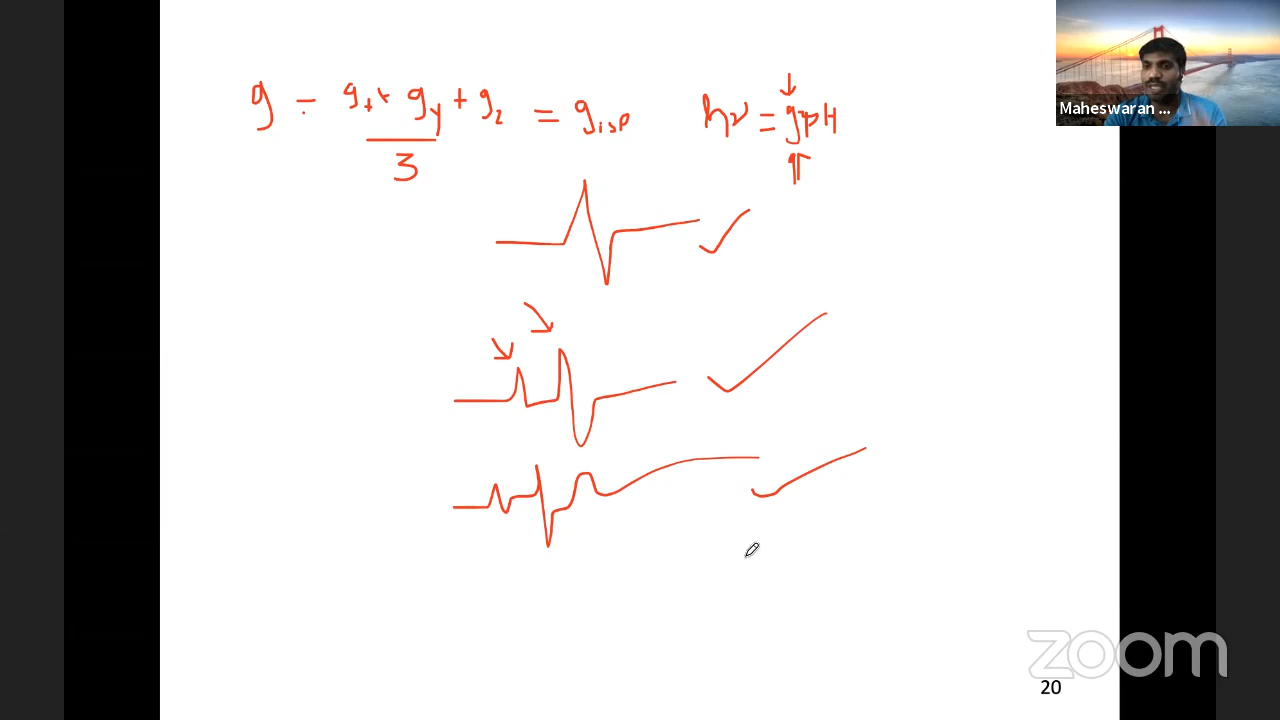 g = gx + gy + gz / 3 = giso hν = gβH
Maheswaran ...
zoom
20